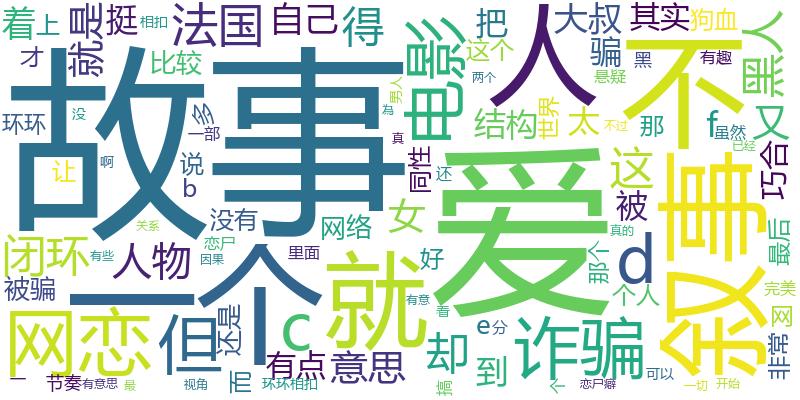 故事
爱
不
一个
叙事
就
人
网恋
诈骗
但
电影
d
c
法国
就是
挺
自己
得
着
上
才
比较
环环
多
一部
让
啊
说
b
没有
闭环
人物
被骗
还是
而
有点
意思
网络
女
同性
好
却
到
e
分
把
这个
大叔
骗
其实
狗血
有趣
黑
悬疑
世界
太
那
f
虽然
又
黑人
结构
这
被
巧合
那个
个人
最后
完美
网
非常
已经
不过
真的
可以
一切
开始
恋尸癖
个
搞
看
有意
还
真
為
两个
男人
相扣
没
关系
有些
因果
恋尸
里面
一
节奏
有意思
最
视角
环环相扣